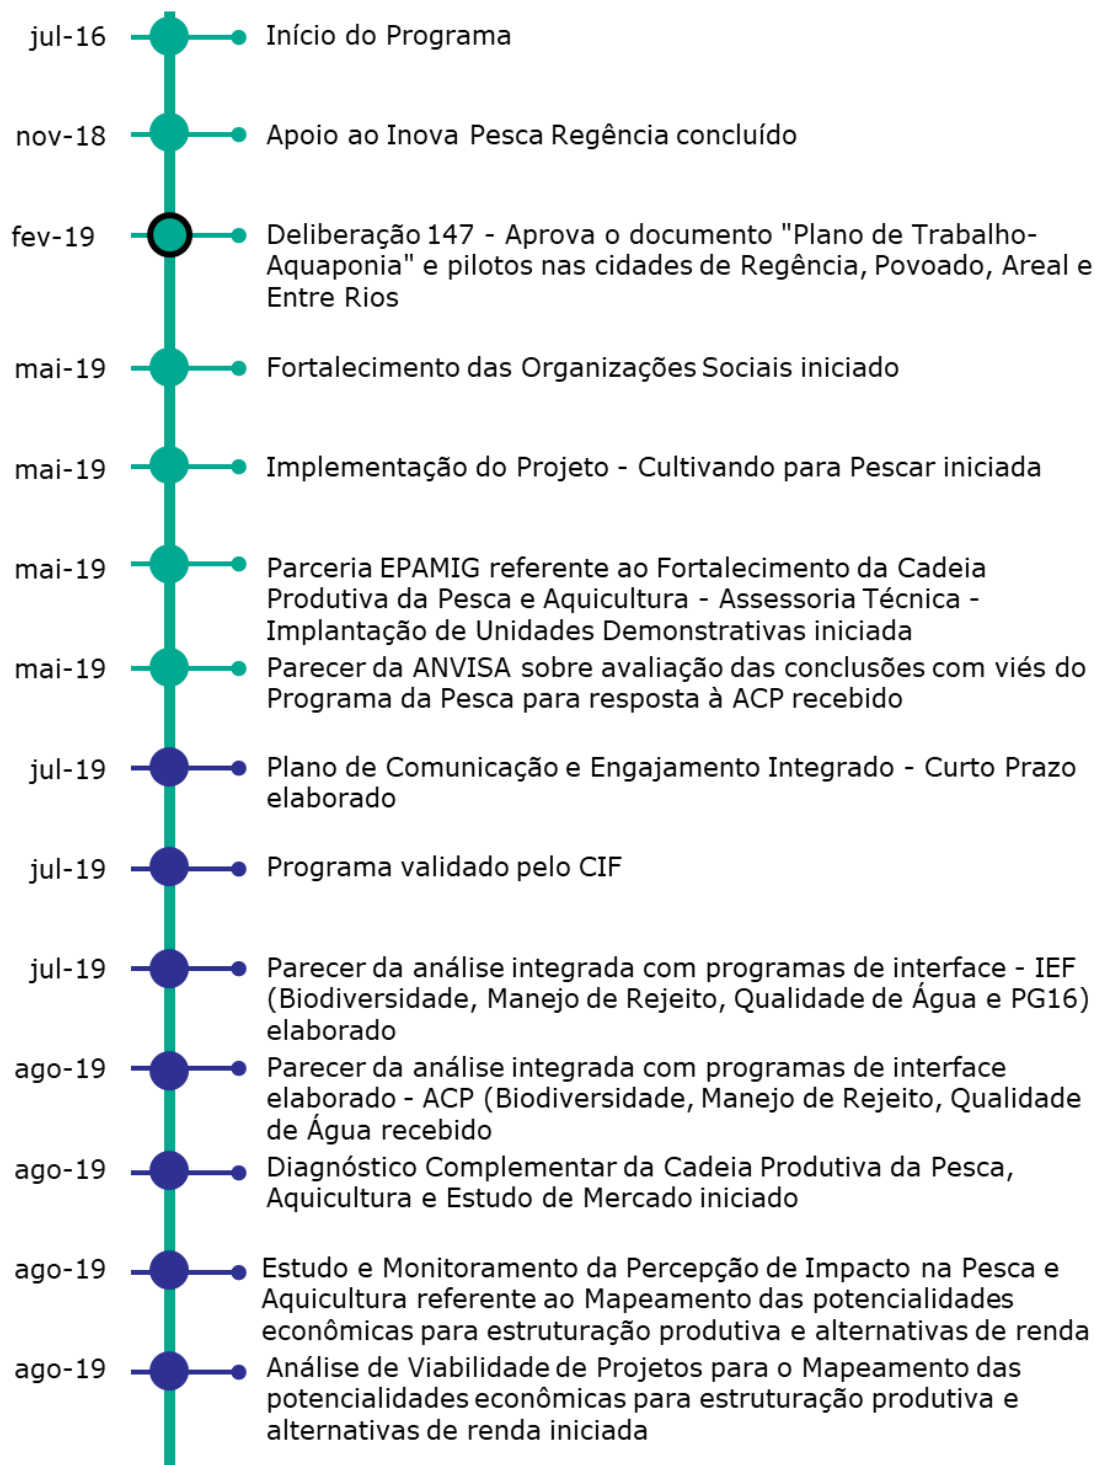 jul-16 Início do Programa
nov-18 Apoio ao Inova Pesca Regência concluído
fev-19 Deliberação 147 - Aprova o documento "Plano de Trabalho-
Aquaponia" e pilotos nas cidades de Regência, Povoado, Areal e
Entre Rios
mai-19 Fortalecimento das Organizações Sociais iniciado
mai-19 Implementação do Projeto - Cultivando para Pescar iniciada
mai-19 Parceria EPAMIG referente ao Fortalecimento da Cadeia
Produtiva da Pesca e Aquicultura - Assessoria Técnica -
Implantação de Unidades Demonstrativas iniciada
mai-19 Parecer da ANVISA sobre avaliação das conclusões com viés do
Programa da Pesca para resposta à ACP recebido
jul-19 Plano de Comunicação e Engajamento Integrado - Curto Prazo
elaborado
jul-19 Programa validado pelo CIF
jul-19 Parecer da análise integrada com programas de interface - IEF
(Biodiversidade, Manejo de Rejeito, Qualidade de Água e PG16)
elaborado
ago-19 Parecer da análise integrada com programas de interface
elaborado - ACP (Biodiversidade, Manejo de Rejeito, Qualidade
de Água recebido
ago-19 Diagnóstico Complementar da Cadeia Produtiva da Pesca,
Aquicultura e Estudo de Mercado iniciado
ago-19 Estudo e Monitoramento da Percepção de Impacto na Pesca e
Aquicultura referente ao Mapeamento das potencialidades
econômicas para estruturação produtiva e alternativas de renda
ago-19 Análise de Viabilidade de Projetos para o Mapeamento das
potencialidades econômicas para estruturação produtiva e
alternativas de renda iniciada